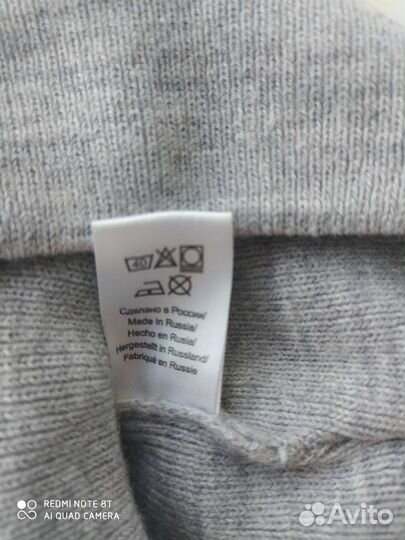 40
Сделано в России/
Made in Russia/
Hecho en Rusia/
Hergestellt in Russland/
Fabriqué en Russie
REDMI NOTE 8T
AI QUAD CAMERA
Avito